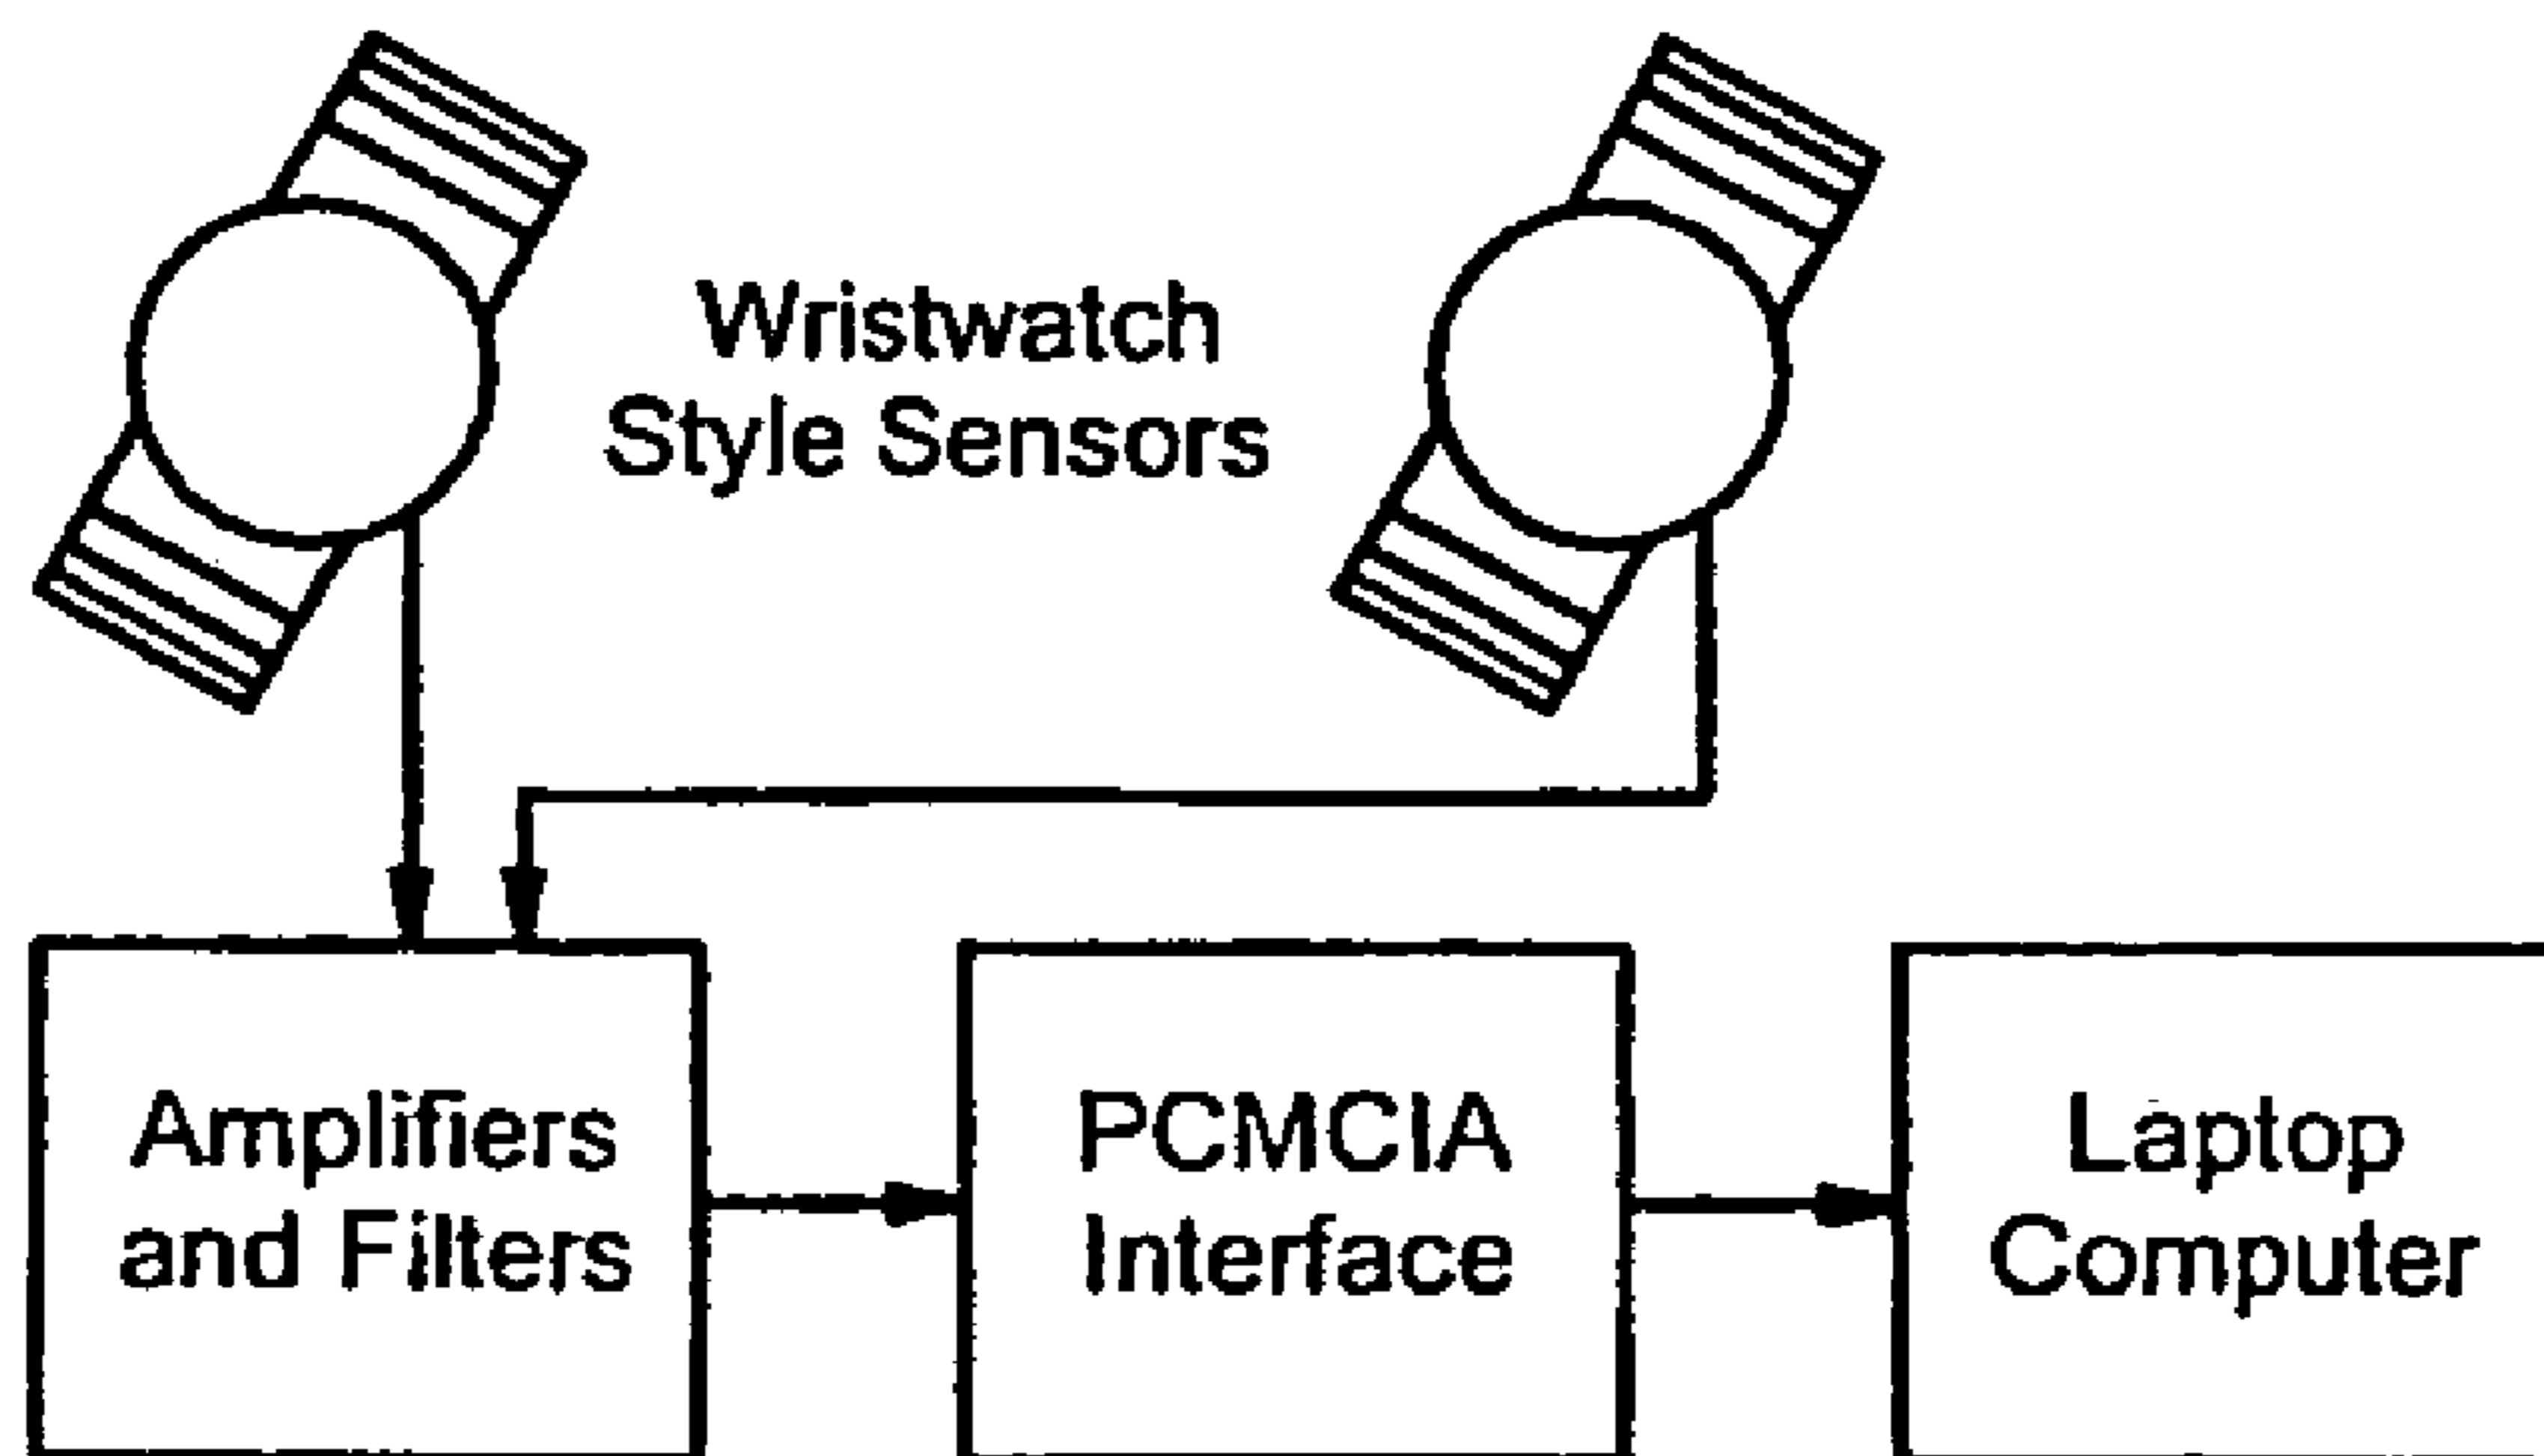 Wristwatch
Style Sensors
Amplifiers
and Filters
PCMCIA
Interface
Laptop
Computer